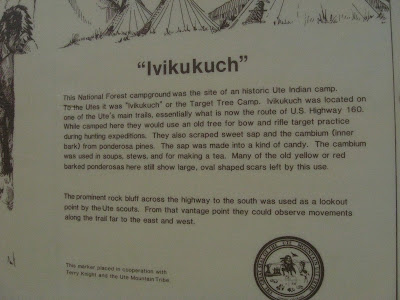 “Ivikukuch”
This National Forest campground was the site of an historic Ute Indian camp.
To the Utes it was “Ivikukuch” or the Target Tree Camp. Ivikukuch was located on
one of the Ute's main trails, essentially what is now the route of U.S. Highway 160.
While camped here they would use an old tree for bow and rifle target practice
during hunting expeditions. They also scraped sweet sap and the cambium (inner
bark) from ponderosa pines. The sap was made into a kind of candy. The cambium
was used in soups, stews, and for making a tea. Many of the old yellow or red
barked ponderosas here still show large, oval shaped scars left by this use.
The prominent rock bluff across the highway to the south was used as a lookout
point by the Ute scouts. From that vantage point they could observe movements
along the trail far to the east and west.
This marker placed in cooperation with
Terry Knight and the Ute Mountain Tribe.